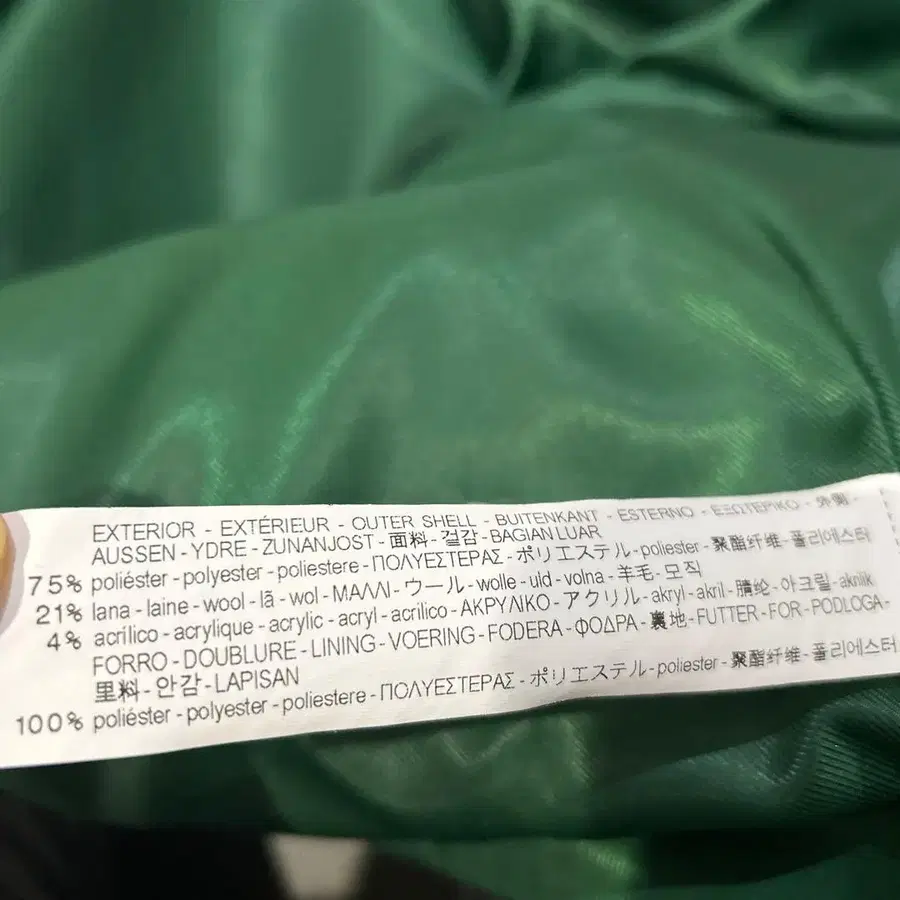 EXTERIOR - EXTÉRIEUR - OUTER SHELL - BUITENKANT - ESTERNO - ΕΞΩΤΕΡΙΚΟ - 外側 -
AUSSEN - YDRE - ZUNANJOST - 面料 - 겉감 - BAGIAN LUAR
75% poliéster - polyester - poliestere - ΠΟΛΥΕΣΤΕΡΑΣ - ポリエステル - poliester - 聚酯纤维 - 폴리에스터
21% lana - laine - wool - lã - wol - ΜΑΛΛΙ - ウール - wolle - uld - volna - 羊毛 - 모직
4% acrílico - acrylique - acrylic - acryl - acrilico - ΑΚΡΥΛΙΚΟ - アクリル - akryl - akril - 腈纶 - 아크릴 - akrilik
FORRO - DOUBLURE - LINING - VOERING - FODERA - ΦΟΔΡΑ - 裏地 - FUTTER - FOR - PODLOGA -
里料 - 안감 - LAPISAN
100% poliéster - polyester - poliestere - ΠΟΛΥΕΣΤΕΡΑΣ - ポリエステル - poliester - 聚酯纤维 - 폴리에스터